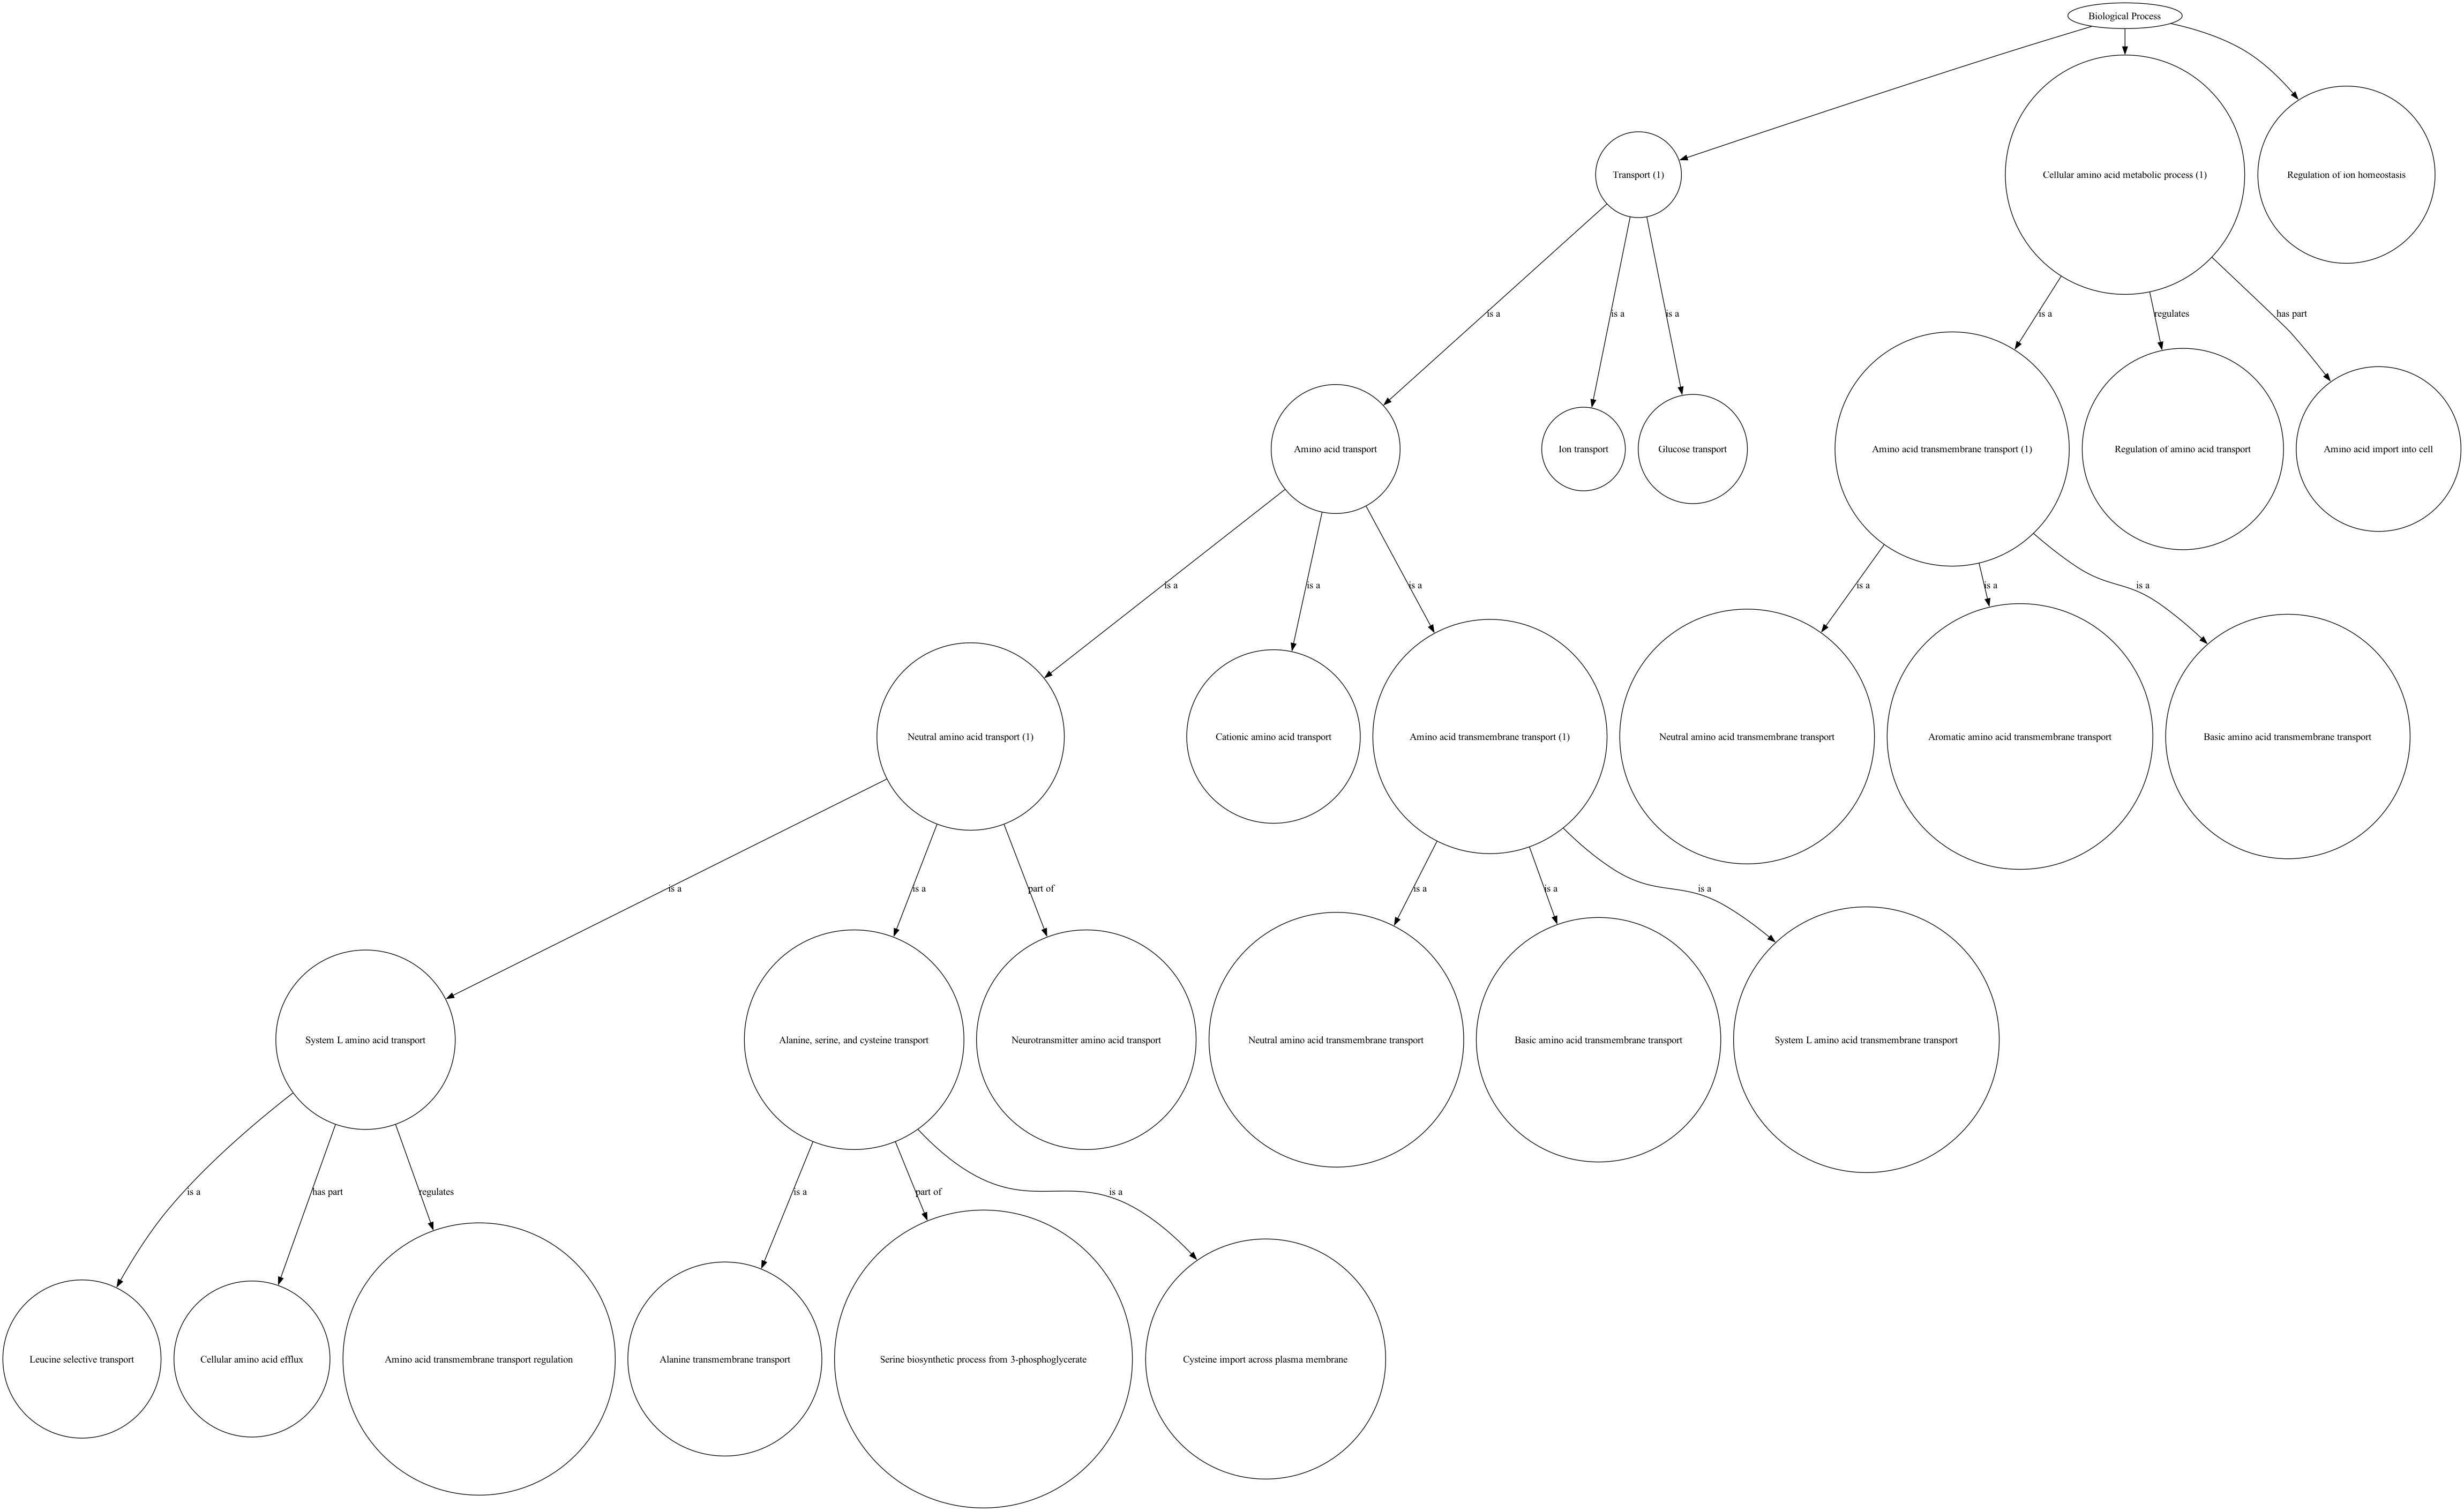 Biological Process
Transport (1)
Cellular amino acid metabolic process (1)
Regulation of ion homeostasis
is a
is a
is a
is a
regulates
has part
Amino acid transport
Ion transport
Glucose transport
Amino acid transmembrane transport (1)
Regulation of amino acid transport
Amino acid import into cell
is a
is a
is a
is a
is a
is a
Neutral amino acid transport (1)
Cationic amino acid transport
Amino acid transmembrane transport (1)
Neutral amino acid transmembrane transport
Aromatic amino acid transmembrane transport
Basic amino acid transmembrane transport
is a
is a
part of
is a
is a
is a
System L amino acid transport
Alanine, serine, and cysteine transport
Neurotransmitter amino acid transport
Neutral amino acid transmembrane transport
Basic amino acid transmembrane transport
System L amino acid transmembrane transport
is a
has part
regulates
is a
part of
is a
Leucine selective transport
Cellular amino acid efflux
Amino acid transmembrane transport regulation
Alanine transmembrane transport
Serine biosynthetic process from 3-phosphoglycerate
Cysteine import across plasma membrane